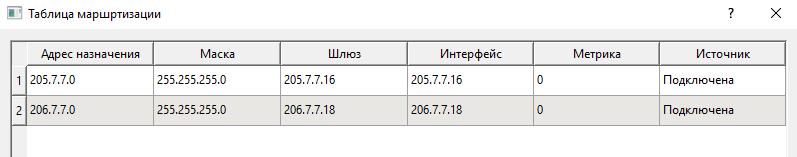 Таблица маршртизации
Адрес назначения Маска Шлюз Интерфейс Метрика Источник
1 205.7.7.0 255.255.255.0 205.7.7.16 205.7.7.16 0 Подключена
2 206.7.7.0 255.255.255.0 206.7.7.18 206.7.7.18 0 Подключена